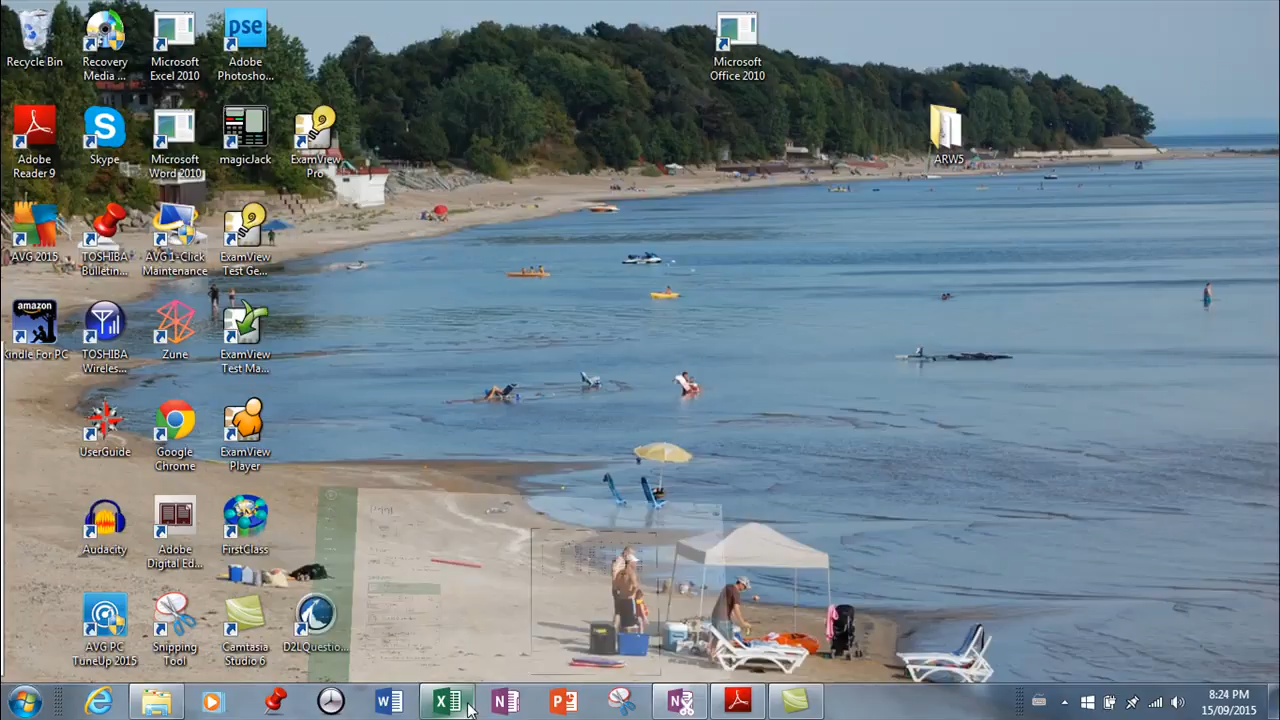 Recycle Bin
Recovery
Media ...
Microsoft
Excel 2010
pse
Adobe
Photosho...
Microsoft
Office 2010
Adobe
Reader 9
S
Skype
Microsoft
Word 2010
magicJack
ExamView
Pro
ARW5
AVG 2015
TOSHIBA
Bulletin...
AVG 1-Click
Maintenance
ExamView
Test Ge...
amazon
Kindle For PC
TOSHIBA
Wireles...
Zune
ExamView
Test Ma...
UserGuide
Google
Chrome
ExamView
Player
Audacity
Adobe
Digital Ed...
FirstClass
AVG PC
TuneUp 2015
Snipping
Tool
Camtasia
Studio 6
D2LQuestio...
8:24 PM
15/09/2015